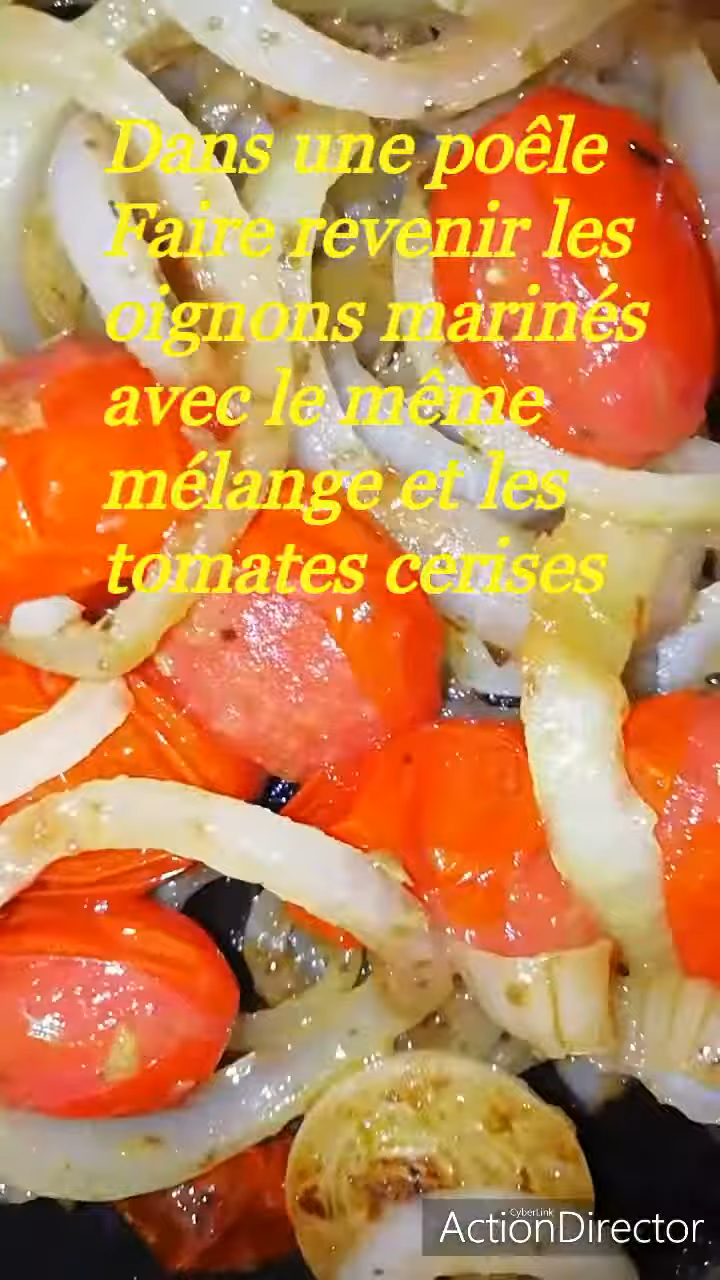 Dans une poêle
Faire revenir les
oignons marinés
avec le même
mélange et les
tomates cerises
CyberLink
ActionDirector